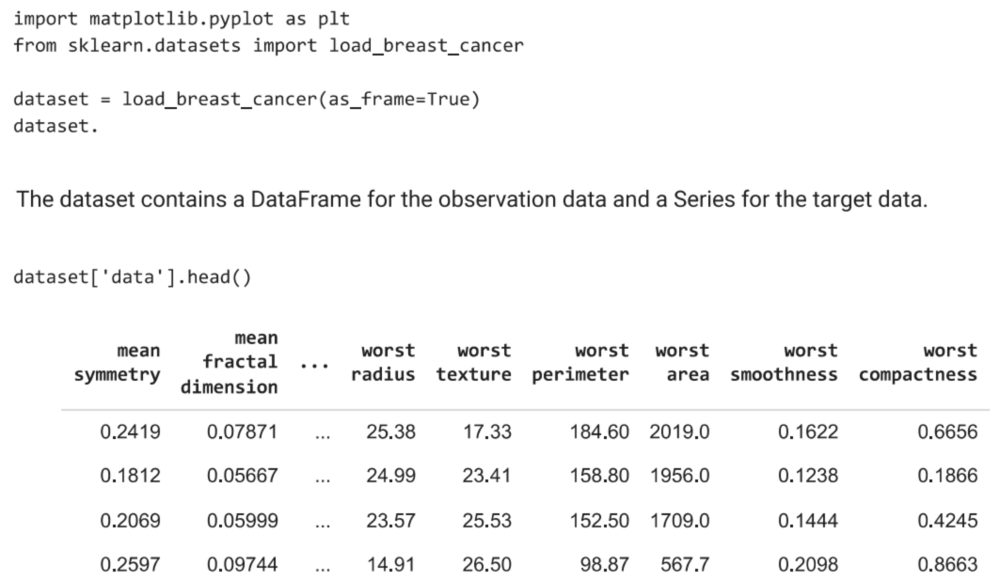 import matplotlib.pyplot as plt
from sklearn.datasets import load_breast_cancer
dataset = load_breast_cancer(as_frame=True)
dataset.
The dataset contains a DataFrame for the observation data and a Series for the target data.
dataset['data'].head()
mean symmetry mean fractal dimension ... worst radius worst texture worst perimeter worst area worst smoothness worst compactness
0.2419 0.07871 ... 25.38 17.33 184.60 2019.0 0.1622 0.6656
0.1812 0.05667 ... 24.99 23.41 158.80 1956.0 0.1238 0.1866
0.2069 0.05999 ... 23.57 25.53 152.50 1709.0 0.1444 0.4245
0.2597 0.09744 ... 14.91 26.50 98.87 567.7 0.2098 0.8663